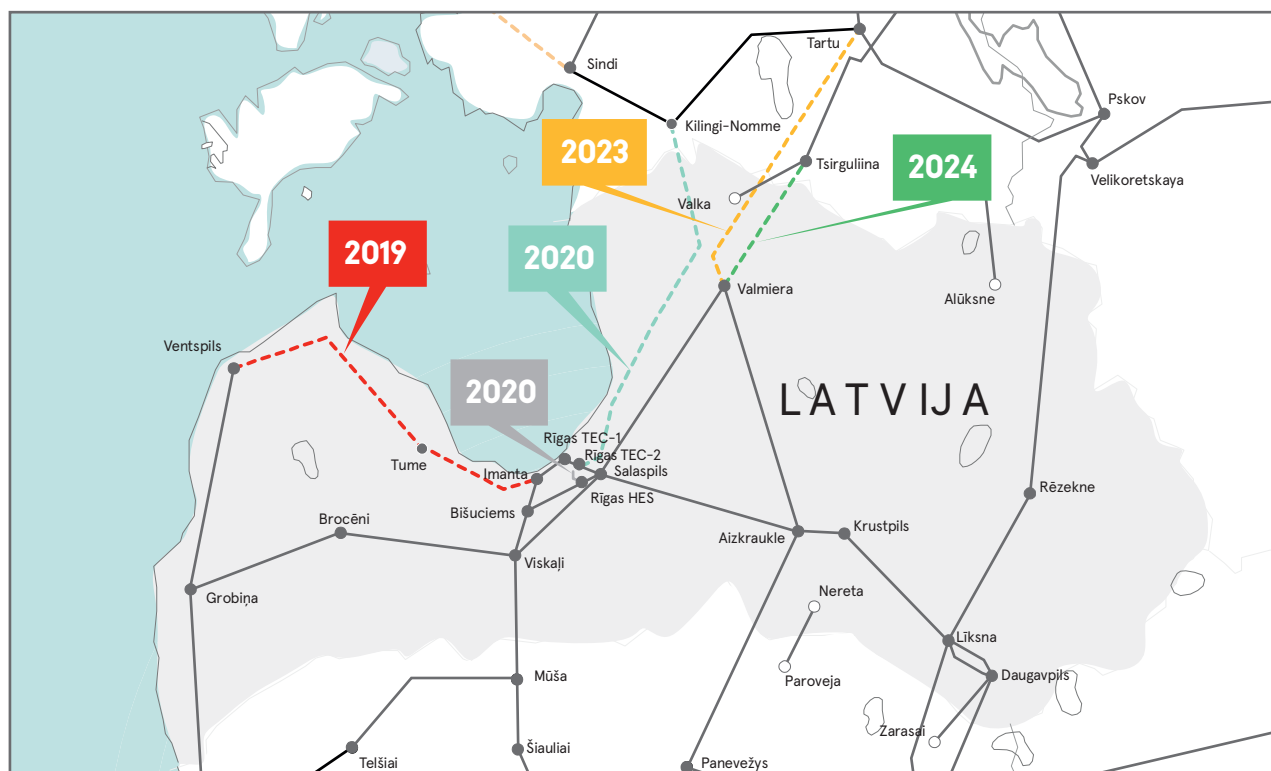 Sindi
Tartu
Pskov
Kilingi-Nomme
2023
Tsirguliina
2024
Velikoretskaya
Valka
2019
2020
Valmiera
Alūksne
Ventspils
2020
LATVIJA
Rīgas TEC-1
Rīgas TEC-2
Tume
Imanta
Salaspils
Rīgas HES
Rēzekne
Bišuciems
Brocēni
Aizkraukle
Krustpils
Viskaļi
Grobiņa
Nereta
Līksna
Mūša
Paroveja
Daugavpils
Zarasai
Šiauliai
Telšiai
Panevežys